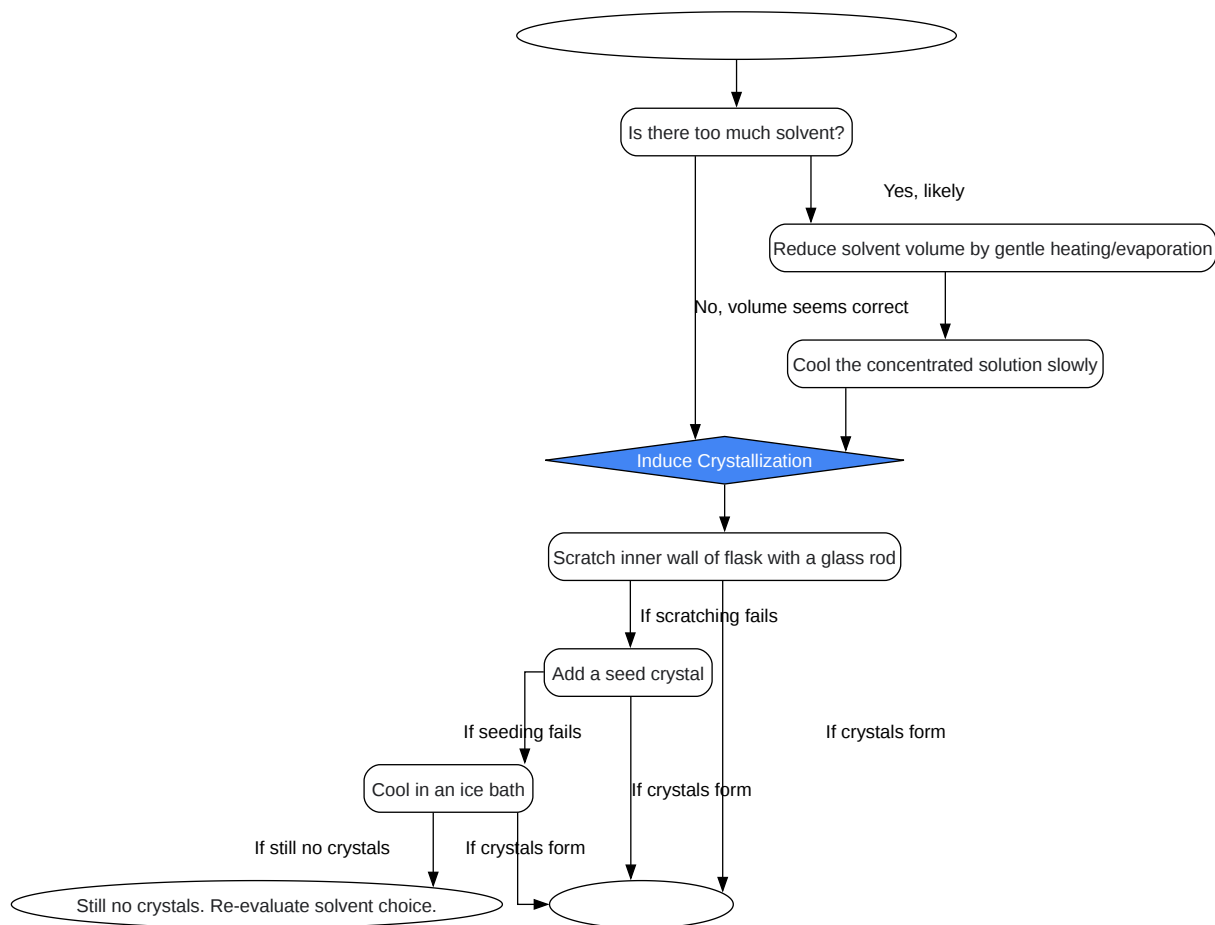 Is there too much solvent?
Yes, likely
Reduce solvent volume by gentle heating/evaporation
No, volume seems correct
Cool the concentrated solution slowly
Induce Crystallization
Scratch inner wall of flask with a glass rod
If scratching fails
Add a seed crystal
If seeding fails
If crystals form
Cool in an ice bath
If crystals form
If still no crystals
If crystals form
Still no crystals. Re-evaluate solvent choice.